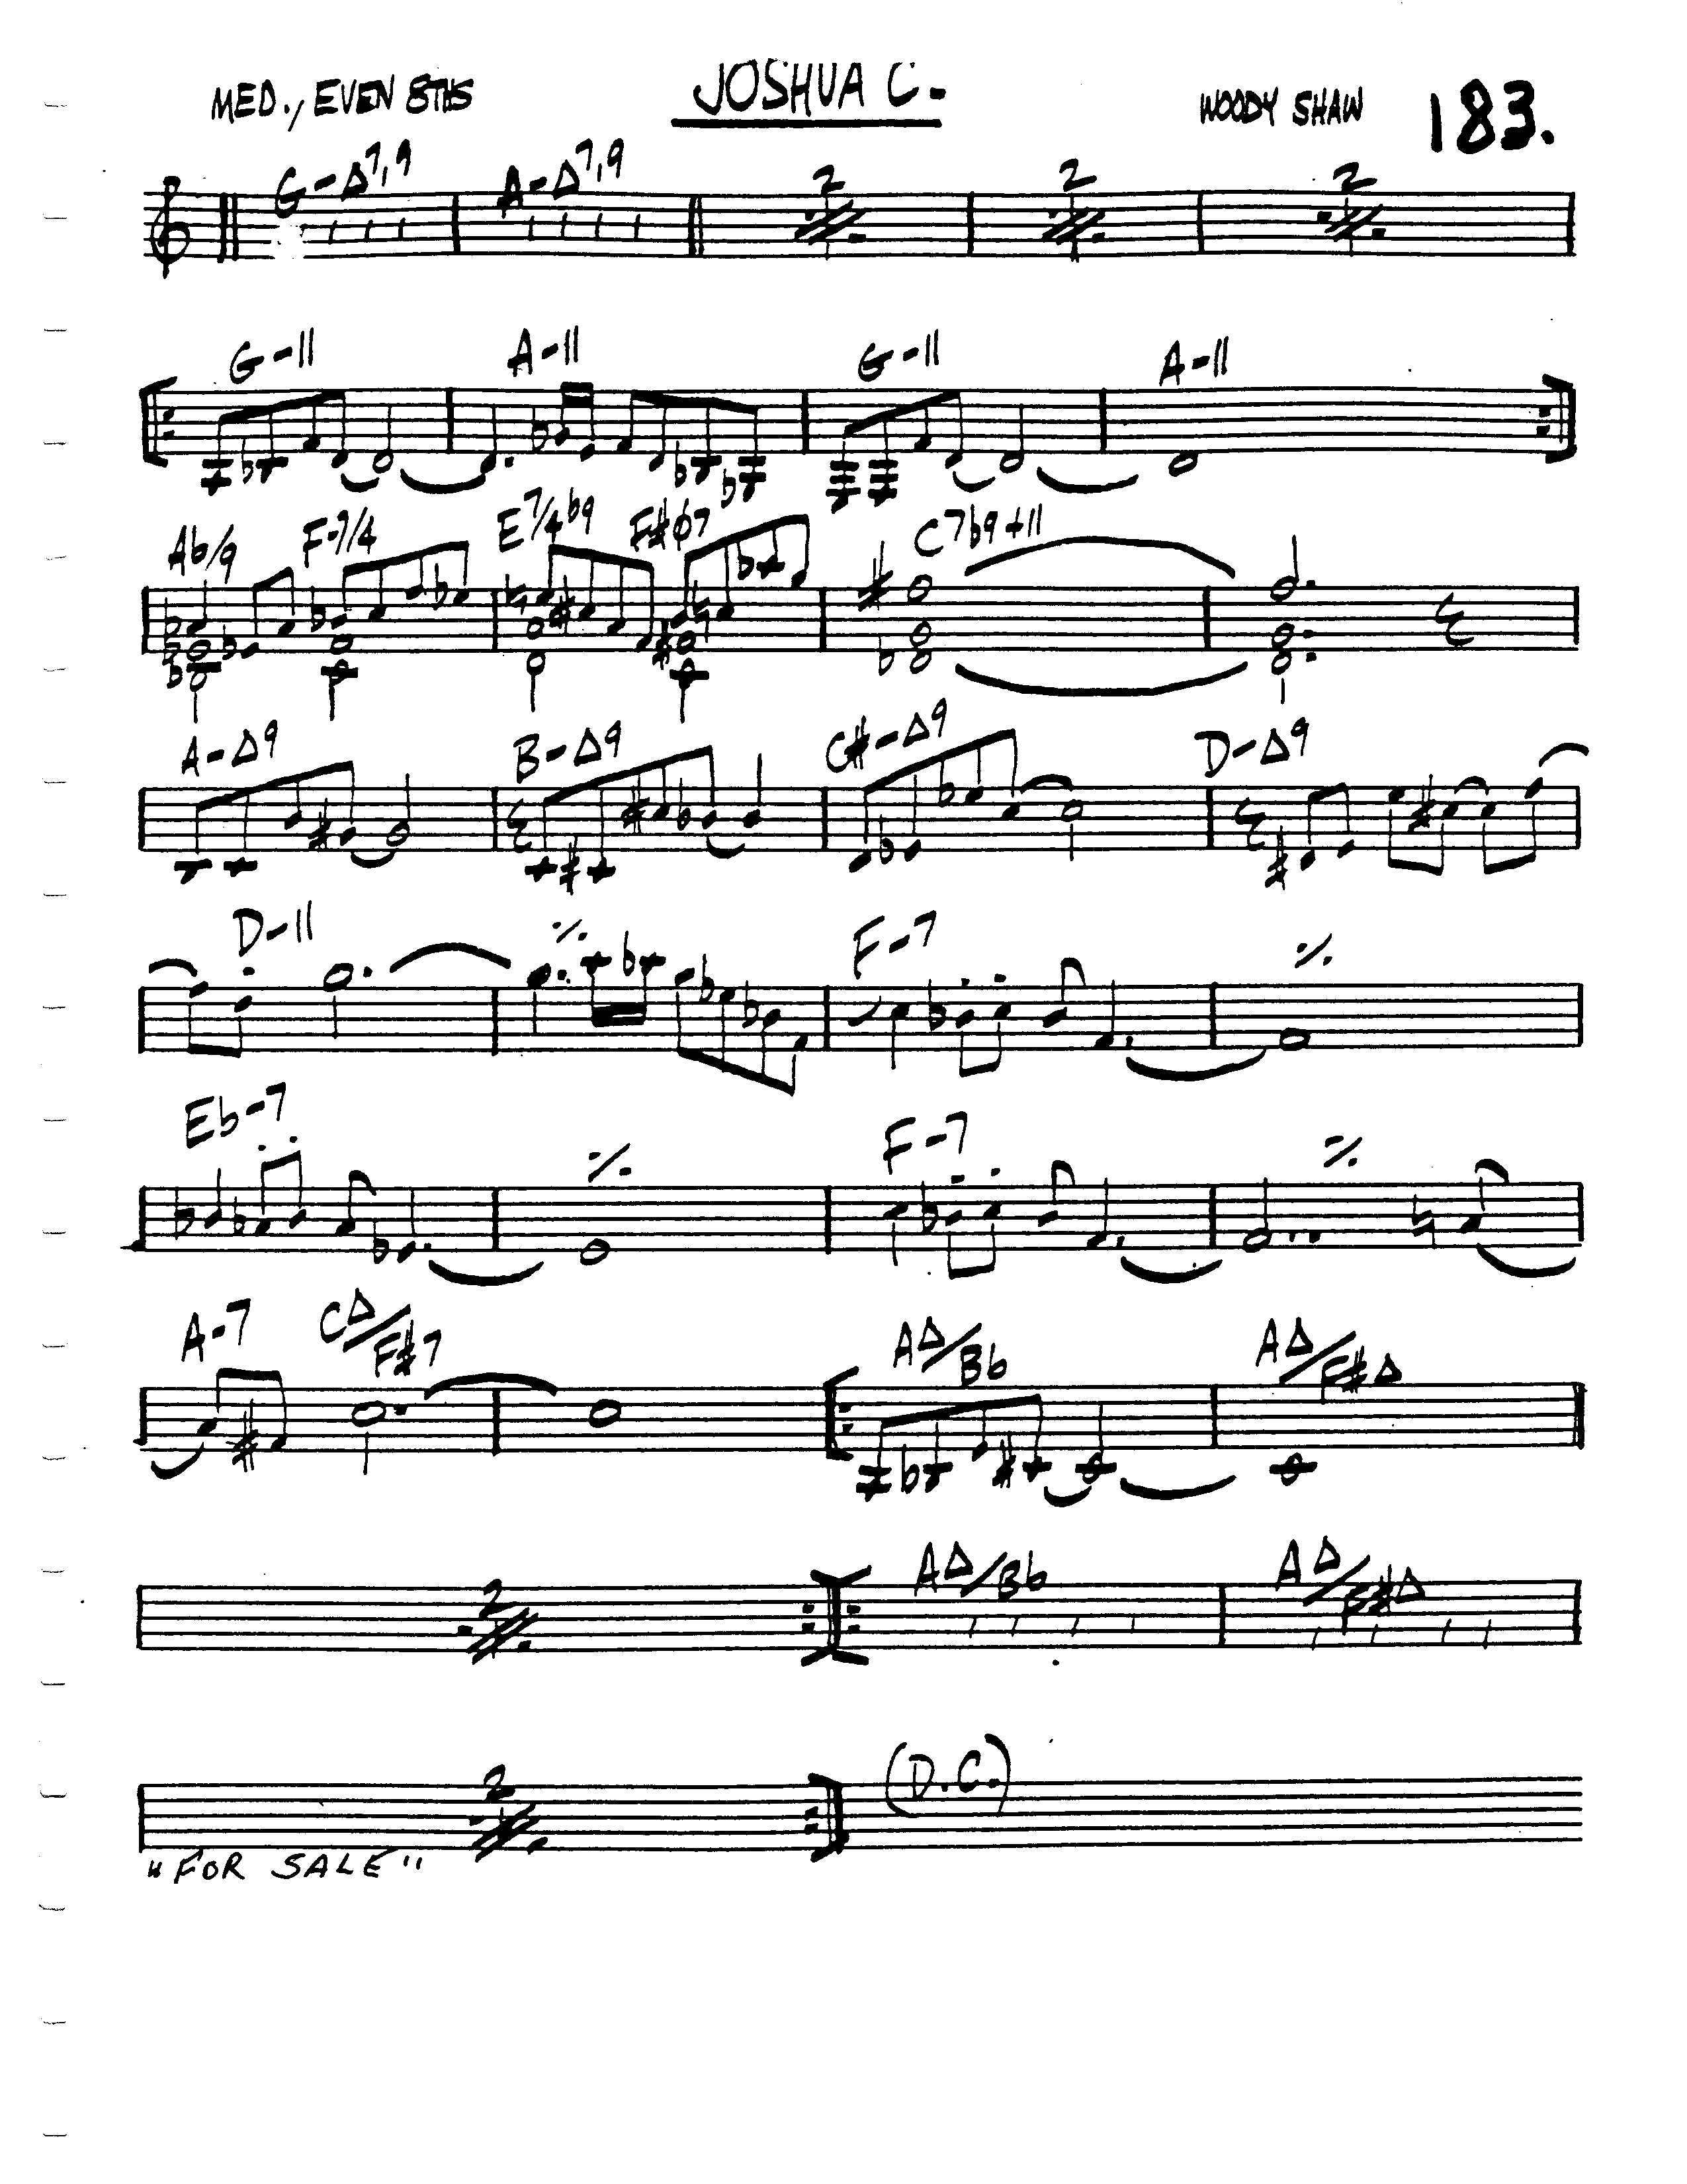 MED., EVEN 8THS JOSHUA C. WOODY SHAW 183.
G-Δ7,9 A-Δ7,9 2 2 2
G-11 A-11 G-11 A-11
Ab/9 F-7/4 E7/4b9 F#ø7 C7b9+11
A-Δ9 B-Δ9 C#-Δ9 D-Δ9
D-11 F-7
Eb-7 F-7
A-7 CΔ/F#7 AΔ/Bb AΔ/F#Δ
2 AΔ/Bb AΔ/F#Δ
2 (D.C.)
"FOR SALE"